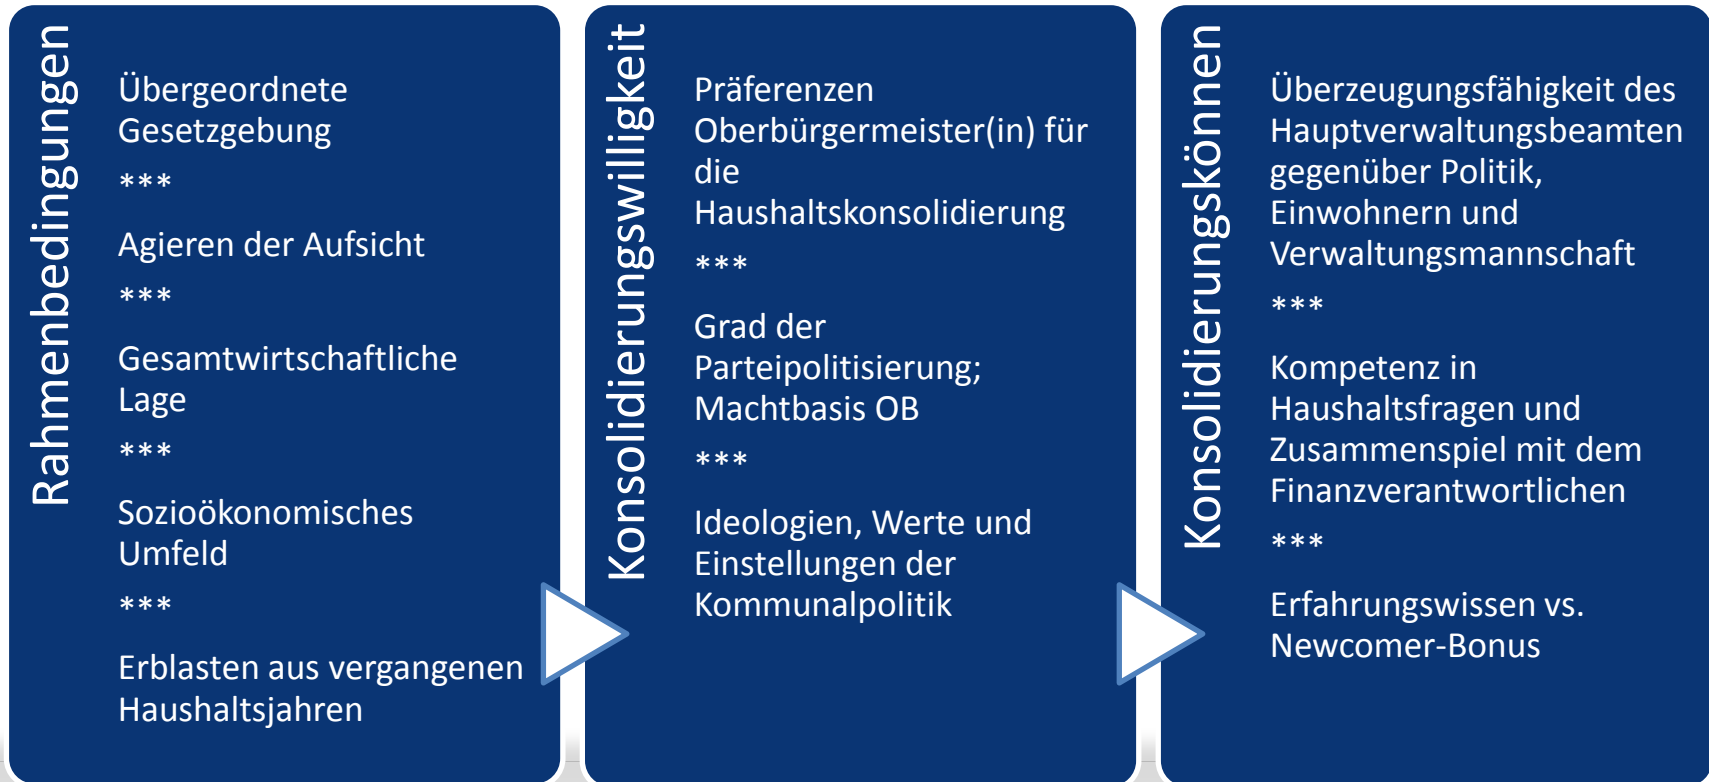 Rahmenbedingungen
Übergeordnete
Gesetzgebung
***
Agieren der Aufsicht
***
Gesamtwirtschaftliche
Lage
***
Sozioökonomisches
Umfeld
***
Erblasten aus vergangenen
Haushaltsjahren
Konsolidierungswilligkeit
Präferenzen
Oberbürgermeister(in) für
die
Haushaltskonsolidierung
***
Grad der
Parteipolitisierung;
Machtbasis OB
***
Ideologien, Werte und
Einstellungen der
Kommunalpolitik
Konsolidierungskönnen
Überzeugungsfähigkeit des
Hauptverwaltungsbeamten
gegenüber Politik,
Einwohnern und
Verwaltungsmannschaft
***
Kompetenz in
Haushaltsfragen und
Zusammenspiel mit dem
Finanzverantwortlichen
***
Erfahrungswissen vs.
Newcomer-Bonus